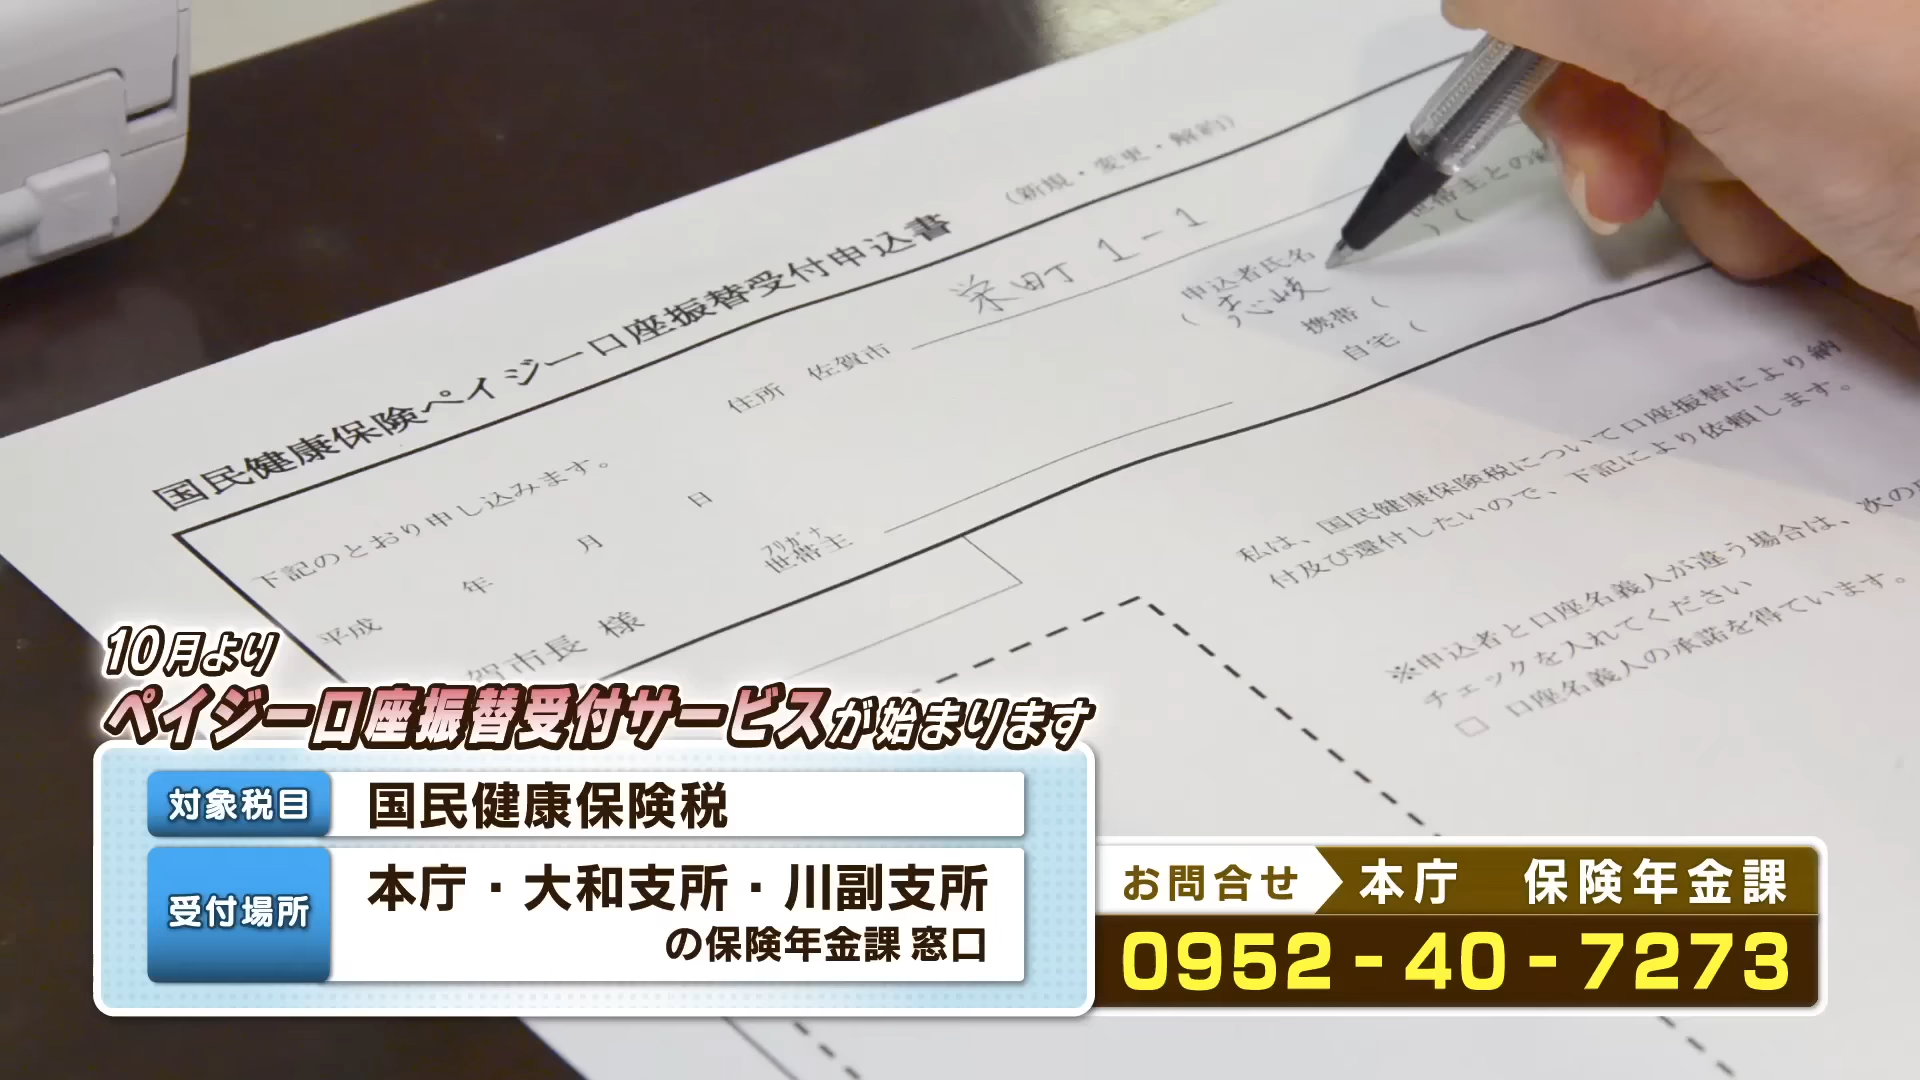 国民健康保険ペイジー口座振替受付申込書
（新規・変更・解約）
下記のとおり申し込みます。
平成 年 月 日
賀市長 様
住所 佐賀市 栄町 1-1
フリガナ
世帯主
申込者氏名
（ 志岐
携帯（
自宅（
世帯主との続
）（
私は、国民健康保険税について口座振替により納
付及び還付したいので、下記により依頼します。
※申込者と口座名義人が違う場合は、次の
チェックを入れてください
□ 口座名義人の承諾を得ています。
10月より
ペイジー口座振替受付サービスが始まります
対象税目 国民健康保険税
受付場所 本庁・大和支所・川副支所
の保険年金課 窓口
お問合せ 本庁 保険年金課
0952-40-7273